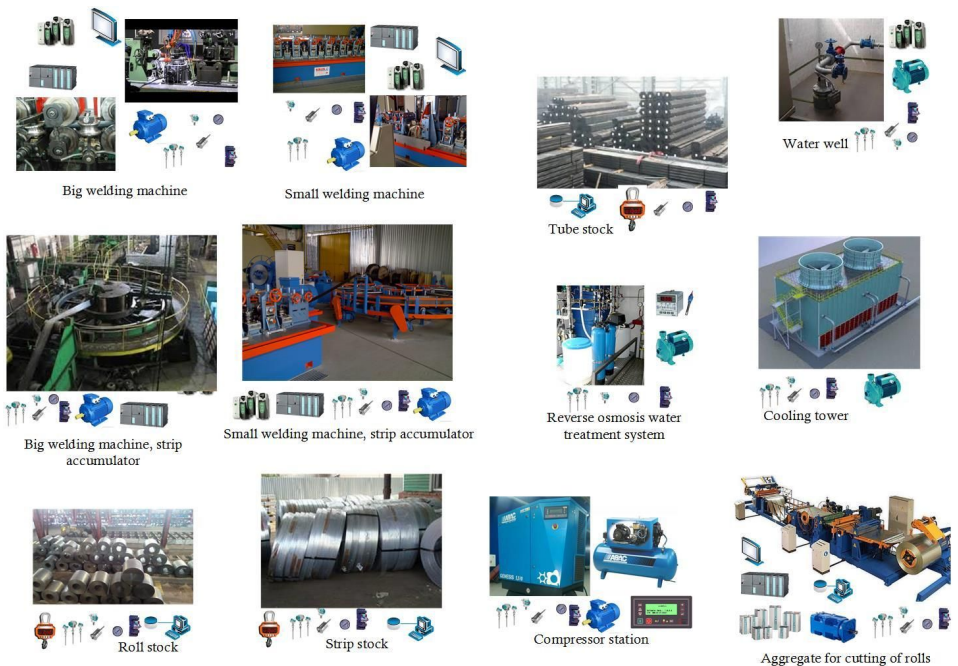 Big welding machine
Small welding machine
Tube stock
Water well
Big welding machine, strip
accumulator
Small welding machine, strip accumulator
Reverse osmosis water
treatment system
Cooling tower
Roll stock
Strip stock
ABAC
ABAC
Compressor station
Aggregate for cutting of rolls